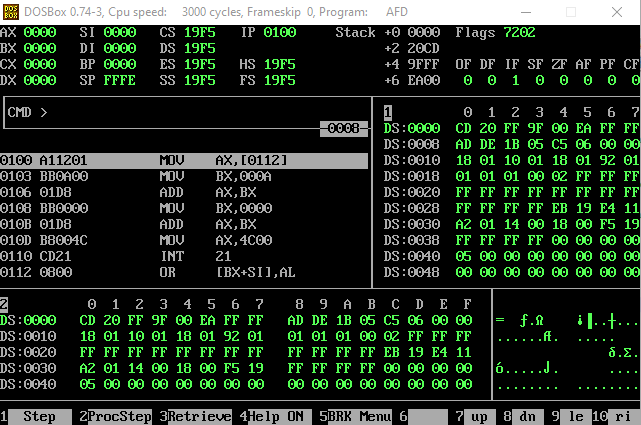 DOS BOX DOSBox 0.74-3, Cpu speed: 3000 cycles, Frameskip 0, Program: AFD
AX 0000 SI 0000 CS 19F5 IP 0100 Stack +0 0000 Flags 7202
BX 0000 DI 0000 DS 19F5 +2 20CD
CX 0000 BP 0000 ES 19F5 HS 19F5 +4 9FFF OF DF IF SF ZF AF PF CF
DX 0000 SP FFFE SS 19F5 FS 19F5 +6 EA00 0 0 1 0 0 0 0 0
CMD >
0008
0100 A11201 MOV AX,[0112]
0103 BB0A00 MOV BX,000A
0106 01D8 ADD AX,BX
0108 BB0000 MOV BX,0000
010B 01D8 ADD AX,BX
010D B8004C MOV AX,4C00
0110 CD21 INT 21
0112 0800 OR [BX+SI],AL
1 0 1 2 3 4 5 6 7
DS:0000 CD 20 FF 9F 00 EA FF FF
DS:0008 AD DE 1B 05 C5 06 00 00
DS:0010 18 01 10 01 18 01 92 01
DS:0018 01 01 01 00 02 FF FF FF
DS:0020 FF FF FF FF FF FF FF FF
DS:0028 FF FF FF FF EB 19 E4 11
DS:0030 A2 01 14 00 18 00 F5 19
DS:0038 FF FF FF FF 00 00 00 00
DS:0040 05 00 00 00 00 00 00 00
DS:0048 00 00 00 00 00 00 00 00
2 0 1 2 3 4 5 6 7 8 9 A B C D E F
DS:0000 CD 20 FF 9F 00 EA FF FF AD DE 1B 05 C5 06 00 00
DS:0010 18 01 10 01 18 01 92 01 01 01 01 00 02 FF FF FF
DS:0020 FF FF FF FF FF FF FF FF FF FF FF FF EB 19 E4 11
DS:0030 A2 01 14 00 18 00 F5 19 FF FF FF FF 00 00 00 00
DS:0040 05 00 00 00 00 00 00 00 00 00 00 00 00 00 00 00
= ƒ.Ω ¡▐..┼...
......Æ. .....
δ.Σ.
ó.....J. ....
........ ........
1 Step 2 ProcStep 3 Retrieve 4 Help ON 5 BRK Menu 6 7 up 8 dn 9 le 10 ri